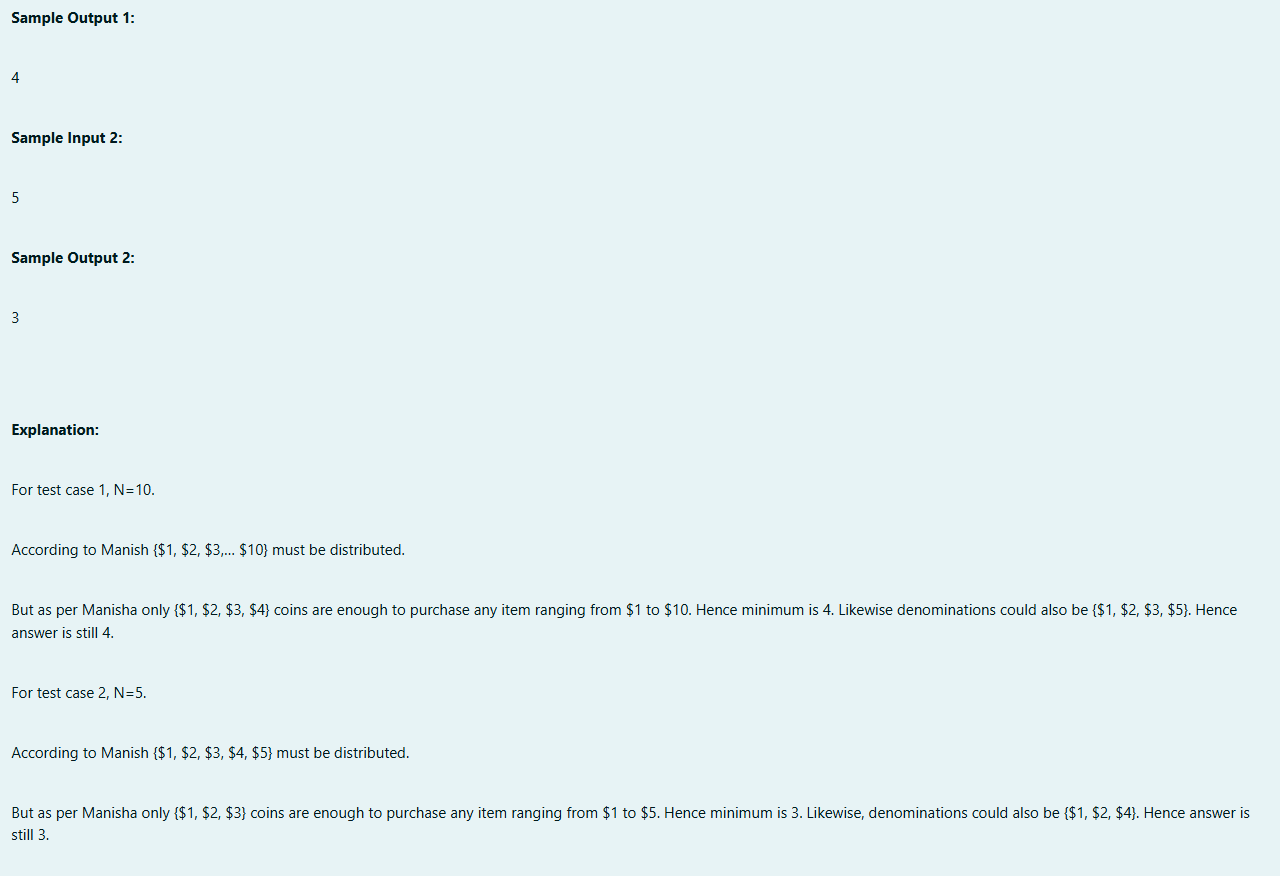 Sample Output 1:
4
Sample Input 2:
5
Sample Output 2:
3
Explanation:
For test case 1, N=10.
According to Manish {$1, $2, $3,... $10} must be distributed.
But as per Manisha only {$1, $2, $3, $4} coins are enough to purchase any item ranging from $1 to $10. Hence minimum is 4. Likewise denominations could also be {$1, $2, $3, $5}. Hence
answer is still 4.
For test case 2, N=5.
According to Manish {$1, $2, $3, $4, $5} must be distributed.
But as per Manisha only {$1, $2, $3} coins are enough to purchase any item ranging from $1 to $5. Hence minimum is 3. Likewise, denominations could also be {$1, $2, $4}. Hence answer is
still 3.